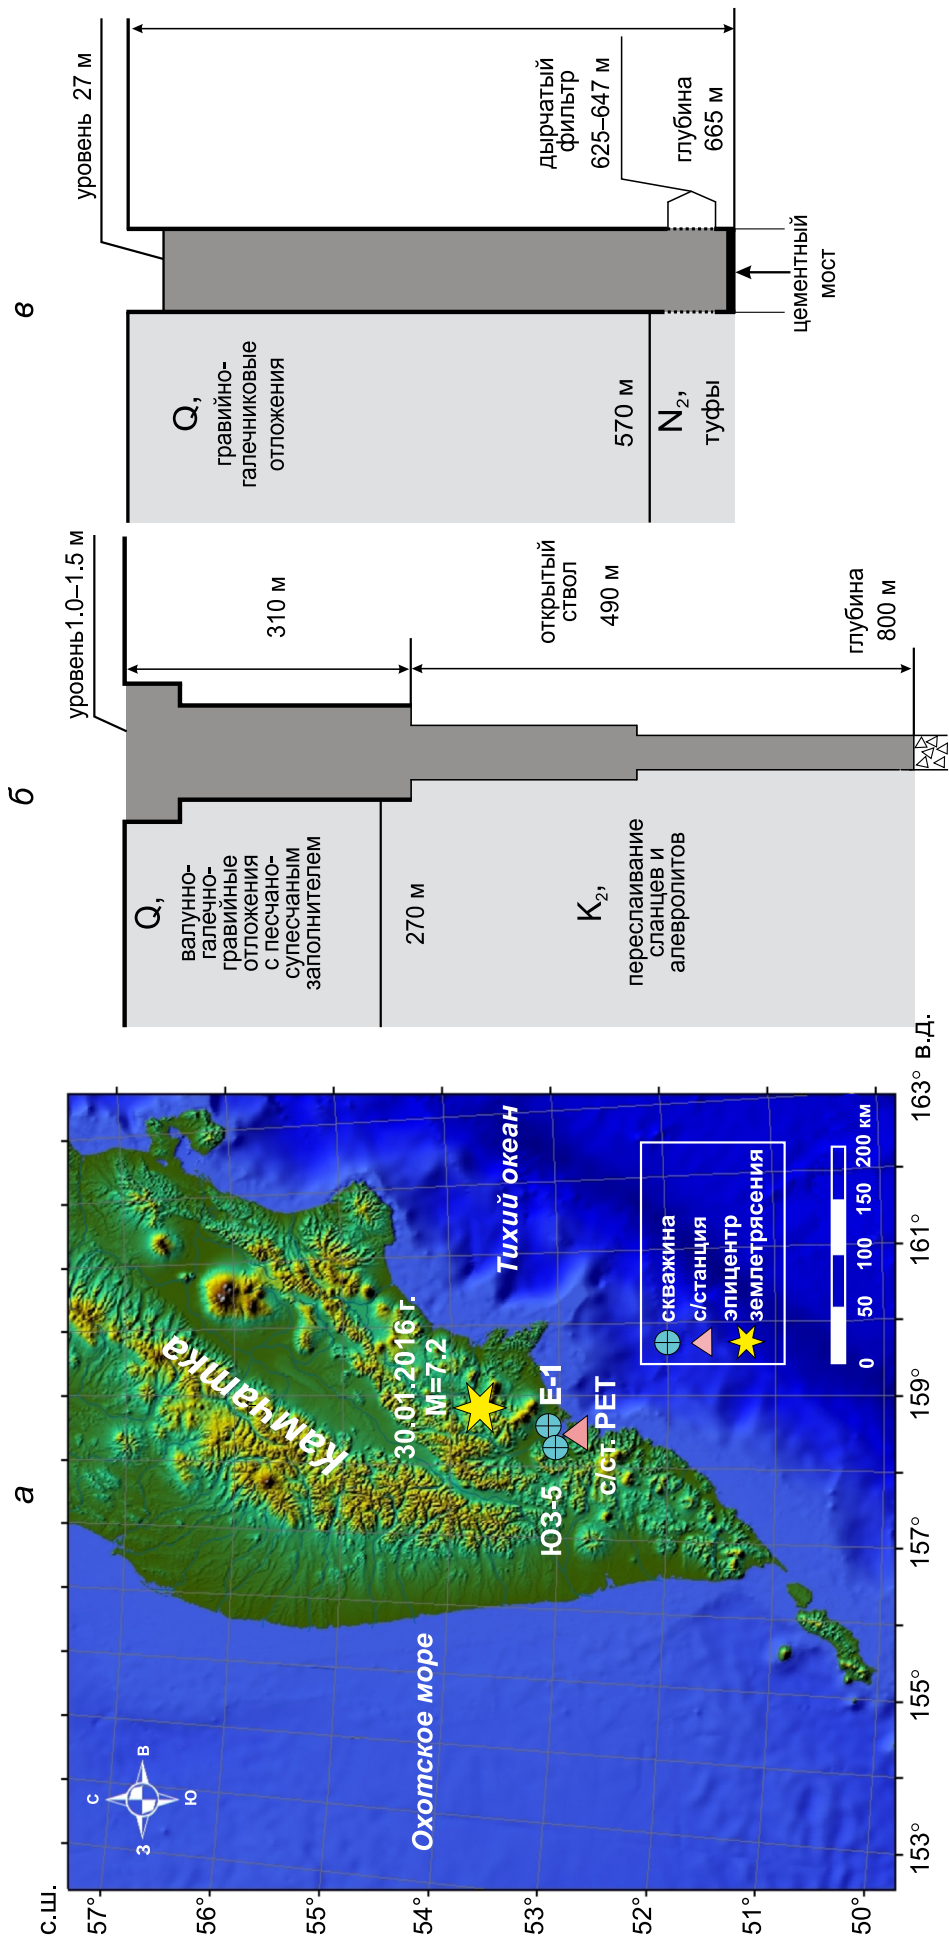 а
с.ш.
57°
56°
55°
54°
53°
52°
51°
50°
153°
155°
157°
159°
161°
163° в.д.
С
З
В
Ю
Камчатка
Охотское море
Тихий океан
30.01.2016 г.
М=7.2
ЮЗ-5
Е-1
с/ст. РЕТ
скважина
с/станция
эпицентр
землетрясения
0
50
100
150
200 км
б
уровень1.0–1.5 м
Q,
валунно-
галечно-
гравийные
отложения
с песчано-
супесчаным
заполнителем
270 м
K2,
переслаивание
сланцев и
алевролитов
310 м
открытый
ствол
490 м
глубина
800 м
в
уровень 27 м
Q,
гравийно-
галечниковые
отложения
570 м
N2,
туфы
дырчатый
фильтр
625–647 м
глубина
665 м
цементный
мост